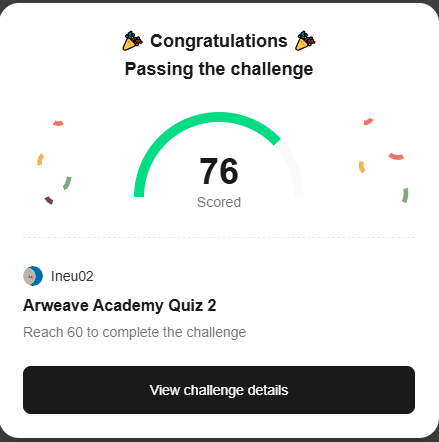 🎉 Congratulations 🎉
Passing the challenge
76
Scored
Ineu02
Arweave Academy Quiz 2
Reach 60 to complete the challenge
View challenge details